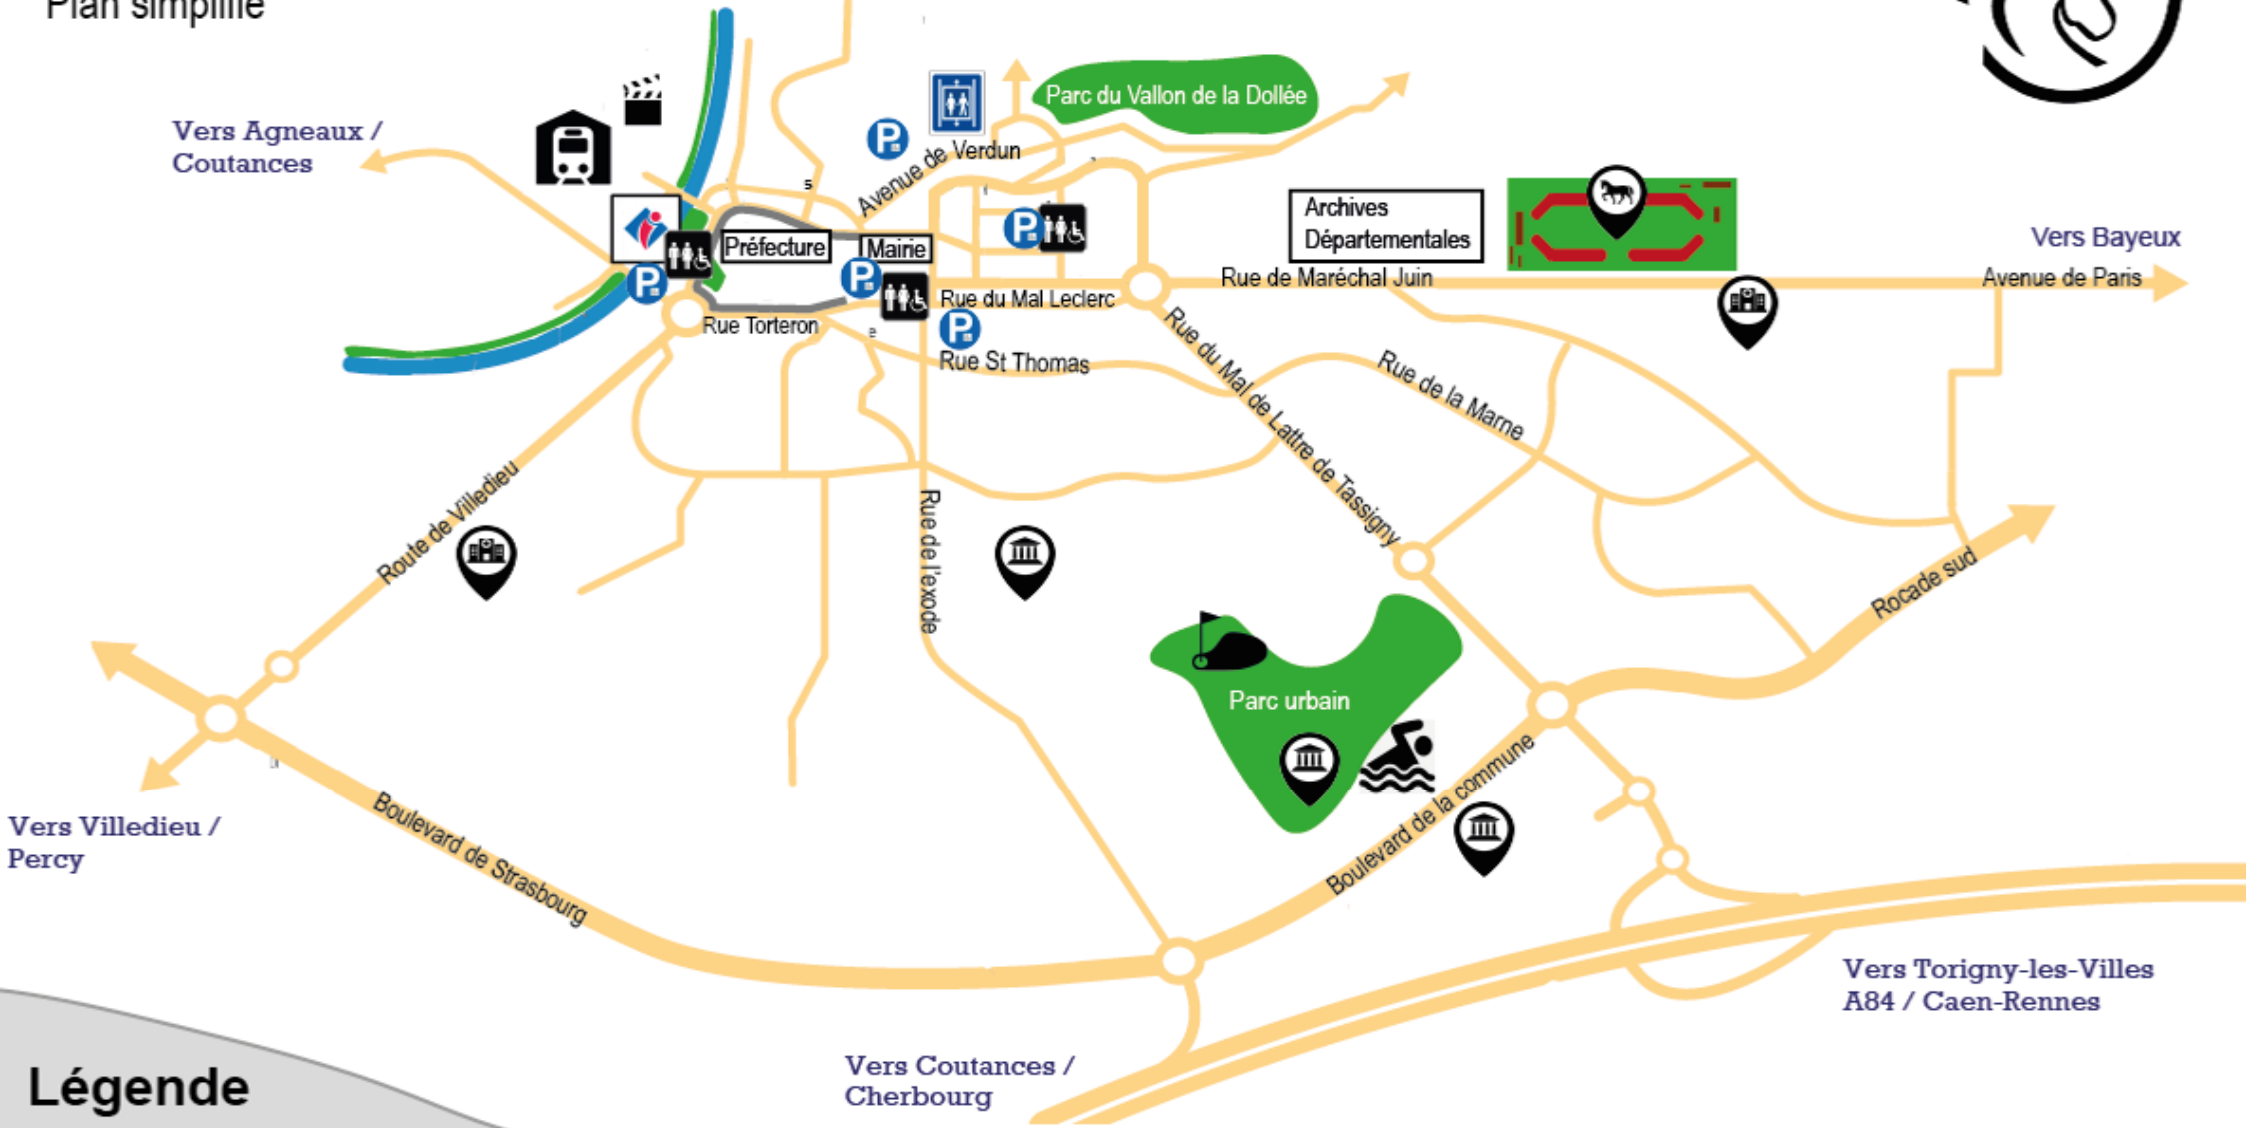 Plan simplifié
Vers Agneaux /
Coutances
Parc du Vallon de la Dollée
Avenue de Verdun
s
Préfecture
Mairie
P
P
P
P
P
Archives
Départementales
Vers Bayeux
Avenue de Paris
Rue de Maréchal Juin
Rue du Mal Leclerc
Rue Torteron
e
Rue St Thomas
Rue du Mal de Lattre de Tassigny
Rue de la Marne
Route de Villedieu
Rue de l'exode
Rocade sud
Parc urbain
Boulevard de la commune
Boulevard de Strasbourg
Vers Villedieu /
Percy
Vers Torigny-les-Villes
A84 / Caen-Rennes
Vers Coutances /
Cherbourg
Légende